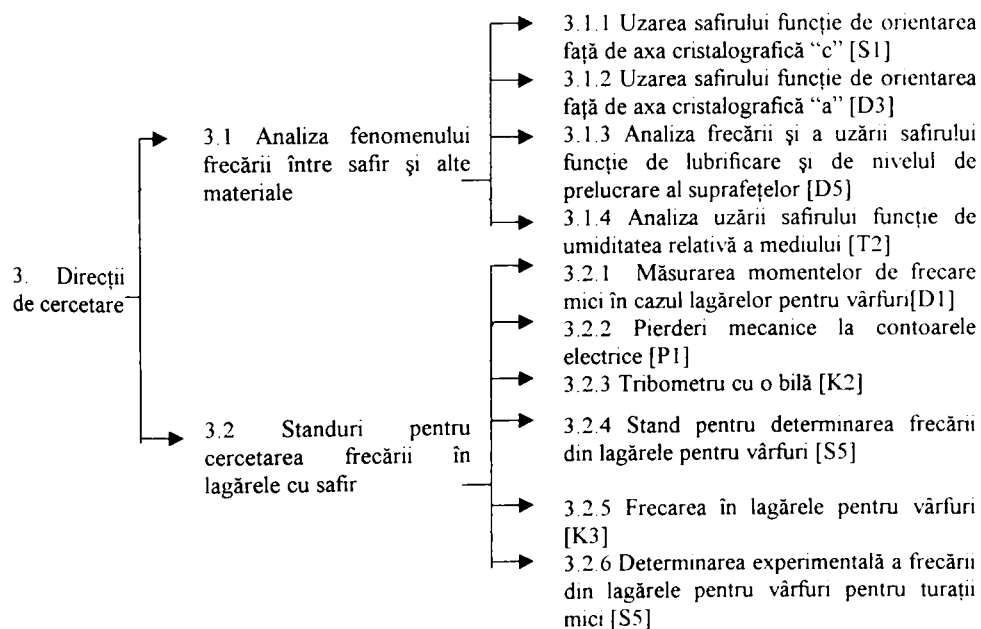 3. Direcții
de cercetare
3.1 Analiza fenomenului
frecării între safir și alte
materiale
3.1.1 Uzarea safirului funcție de orientarea
față de axa cristalografică “c” [S1]
3.1.2 Uzarea safirului funcție de orientarea
față de axa cristalografică “a” [D3]
3.1.3 Analiza frecării și a uzării safirului
funcție de lubrificare și de nivelul de
prelucrare al suprafețelor [D5]
3.1.4 Analiza uzării safirului funcție de
umiditatea relativă a mediului [T2]
3.2 Standuri pentru
cercetarea frecării în
lagărele cu safir
3.2.1 Măsurarea momentelor de frecare
mici în cazul lagărelor pentru vârfuri[D1]
3.2.2 Pierderi mecanice la contoarele
electrice [P1]
3.2.3 Tribometru cu o bilă [K2]
3.2.4 Stand pentru determinarea frecării
din lagărele pentru vârfuri [S5]
3.2.5 Frecarea în lagărele pentru vârfuri
[K3]
3.2.6 Determinarea experimentală a frecării
din lagărele pentru vârfuri pentru turații
mici [S5]